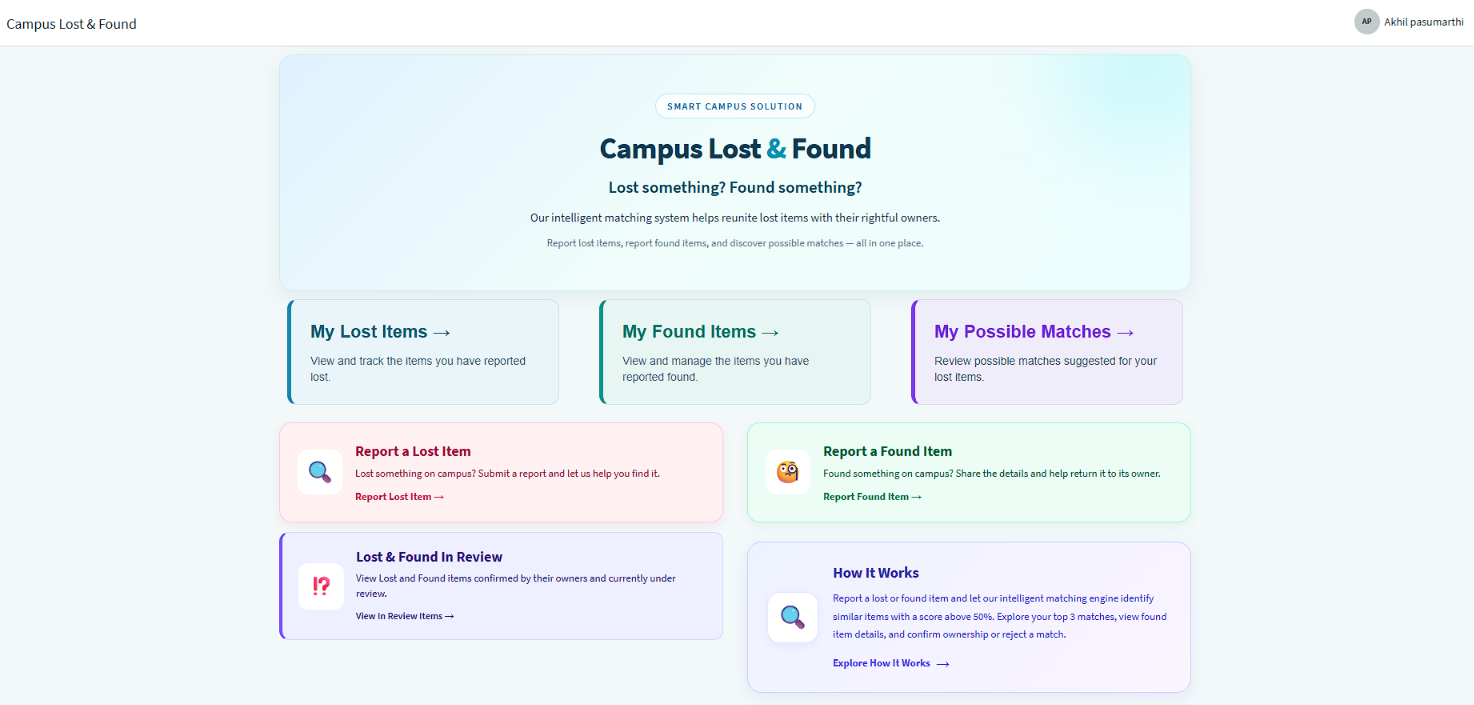 Campus Lost & Found
AP Akhil pasumarthi
SMART CAMPUS SOLUTION
Campus Lost & Found
Lost something? Found something?
Our intelligent matching system helps reunite lost items with their rightful owners.
Report lost items, report found items, and discover possible matches — all in one place.
My Lost Items →
View and track the items you have reported
lost.
My Found Items →
View and manage the items you have
reported found.
My Possible Matches →
Review possible matches suggested for your
lost items.
Report a Lost Item
Lost something on campus? Submit a report and let us help you find it.
Report Lost Item →
Report a Found Item
Found something on campus? Share the details and help return it to its owner.
Report Found Item →
Lost & Found In Review
View Lost and Found items confirmed by their owners and currently under
review.
View In Review Items →
How It Works
Report a lost or found item and let our intelligent matching engine identify
similar items with a score above 50%. Explore your top 3 matches, view found
item details, and confirm ownership or reject a match.
Explore How It Works →